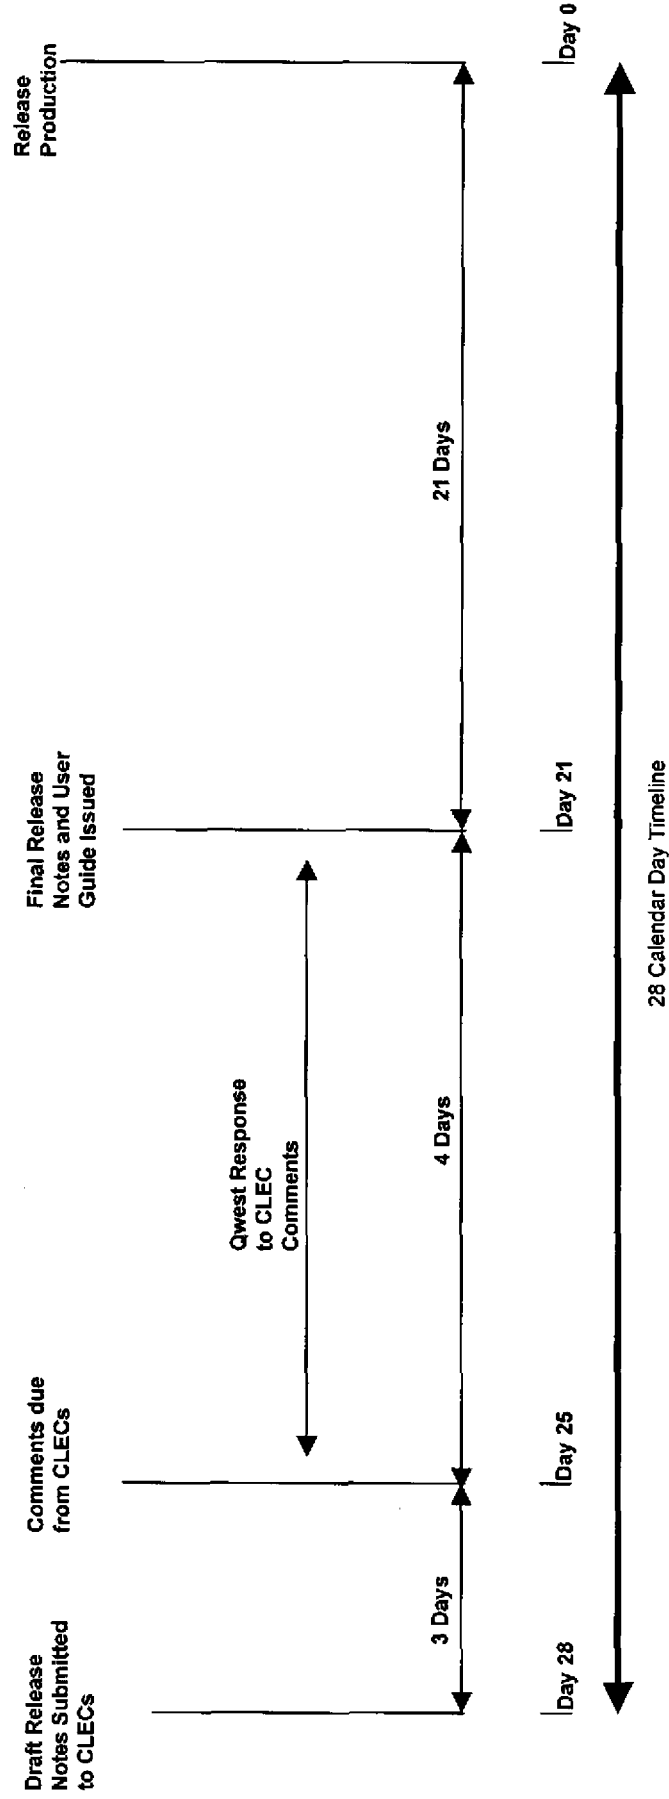 Draft Release
Notes Submitted
to CLECs
Comments due
from CLECs
Final Release
Notes and User
Guide Issued
Release
Production
Qwest Response
to CLEC
Comments
3 Days
4 Days
21 Days
Day 28
Day 25
Day 21
Day 0
28 Calendar Day Timeline